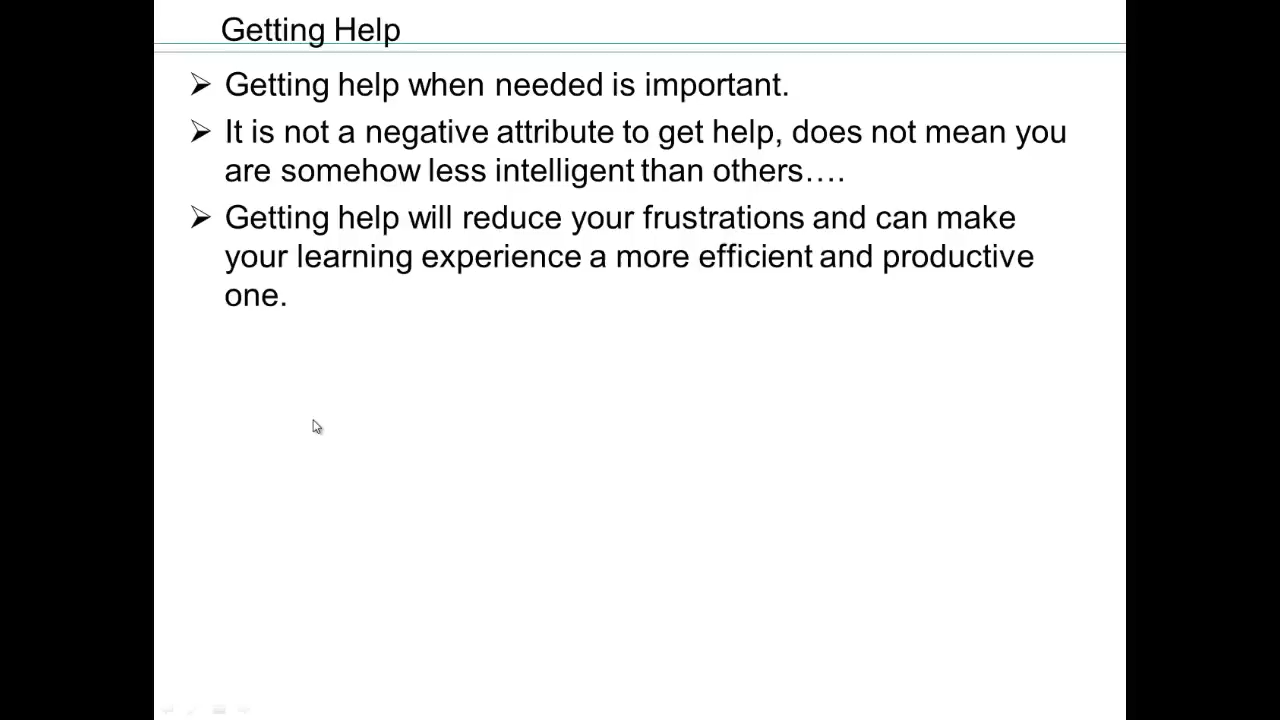 Getting Help
Getting help when needed is important.
It is not a negative attribute to get help, does not mean you
are somehow less intelligent than others….
Getting help will reduce your frustrations and can make
your learning experience a more efficient and productive
one.